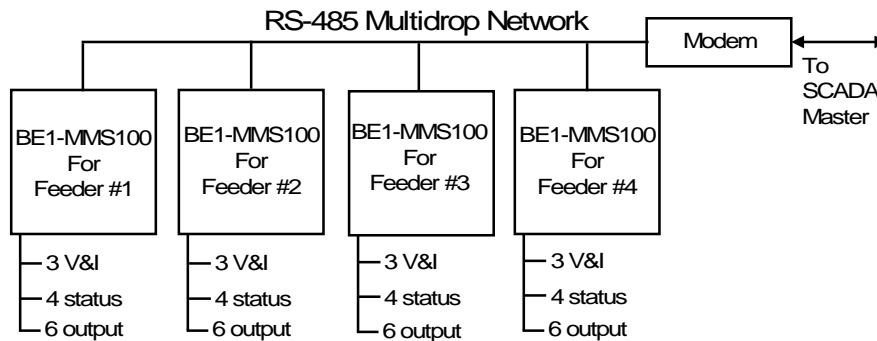 RS-485 Multidrop Network
Modem
To
SCADA
Master
BE1-MMS100
For
Feeder #1
BE1-MMS100
For
Feeder #2
BE1-MMS100
For
Feeder #3
BE1-MMS100
For
Feeder #4
3 V&I
4 status
6 output
3 V&I
4 status
6 output
3 V&I
4 status
6 output
3 V&I
4 status
6 output